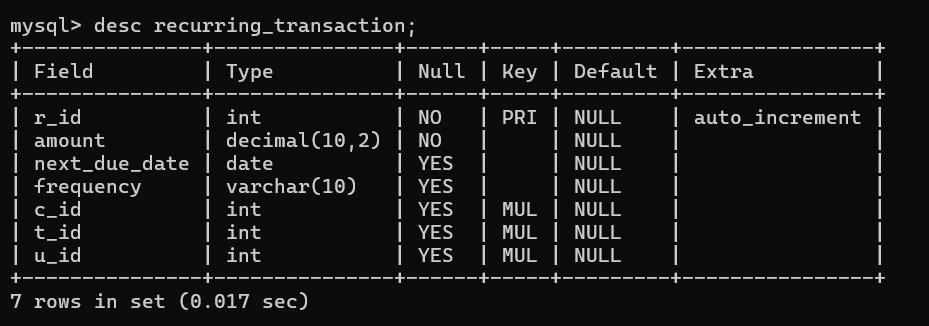 mysql> desc recurring_transaction;
+---------------+---------------+------+-----+---------+----------------+
| Field         | Type          | Null | Key | Default | Extra          |
+---------------+---------------+------+-----+---------+----------------+
| r_id          | int           | NO   | PRI | NULL    | auto_increment |
| amount        | decimal(10,2) | NO   |     | NULL    |                |
| next_due_date | date          | YES  |     | NULL    |                |
| frequency     | varchar(10)   | YES  |     | NULL    |                |
| c_id          | int           | YES  | MUL | NULL    |                |
| t_id          | int           | YES  | MUL | NULL    |                |
| u_id          | int           | YES  | MUL | NULL    |                |
+---------------+---------------+------+-----+---------+----------------+
7 rows in set (0.017 sec)